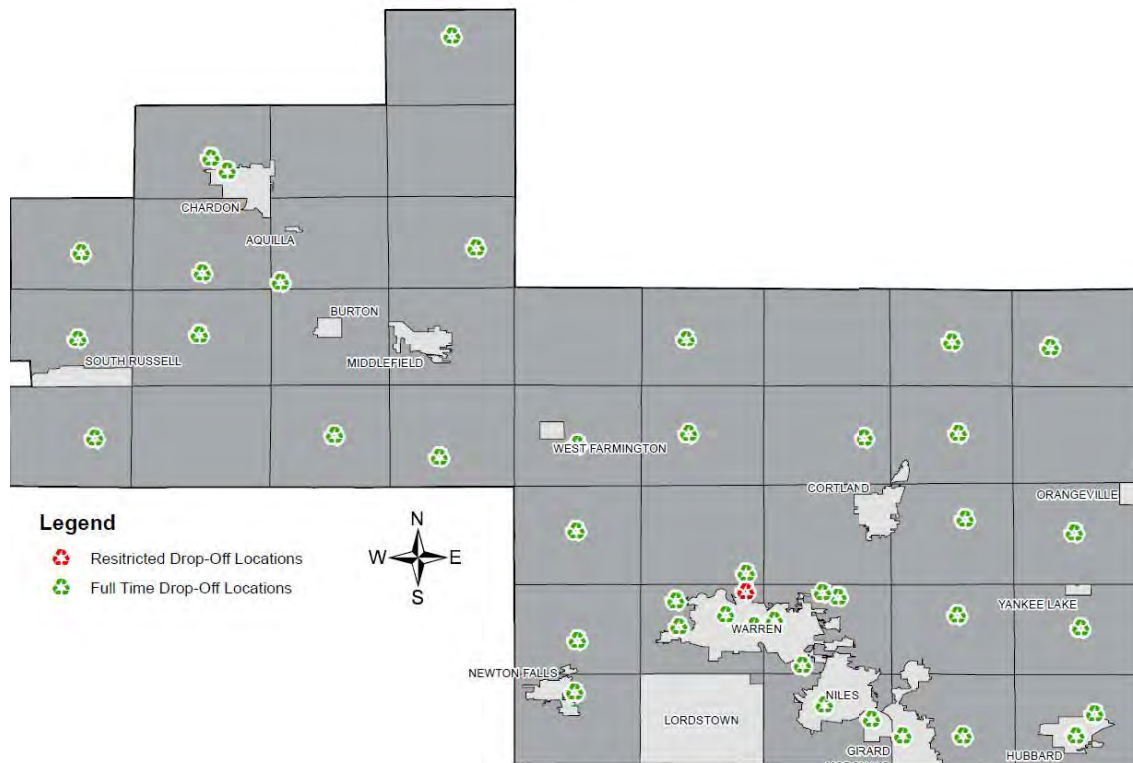 CHARDON
AQUILLA
BURTON
SOUTH RUSSELL
MIDDLEFIELD
WEST FARMINGTON
CORTLAND
ORANGEVILLE
Legend
Resitricted Drop-Off Locations
Full Time Drop-Off Locations
N
W
E
S
YANKEE LAKE
WARREN
NEWTON FALLS
NILES
LORDSTOWN
GIRARD
HUBBARD